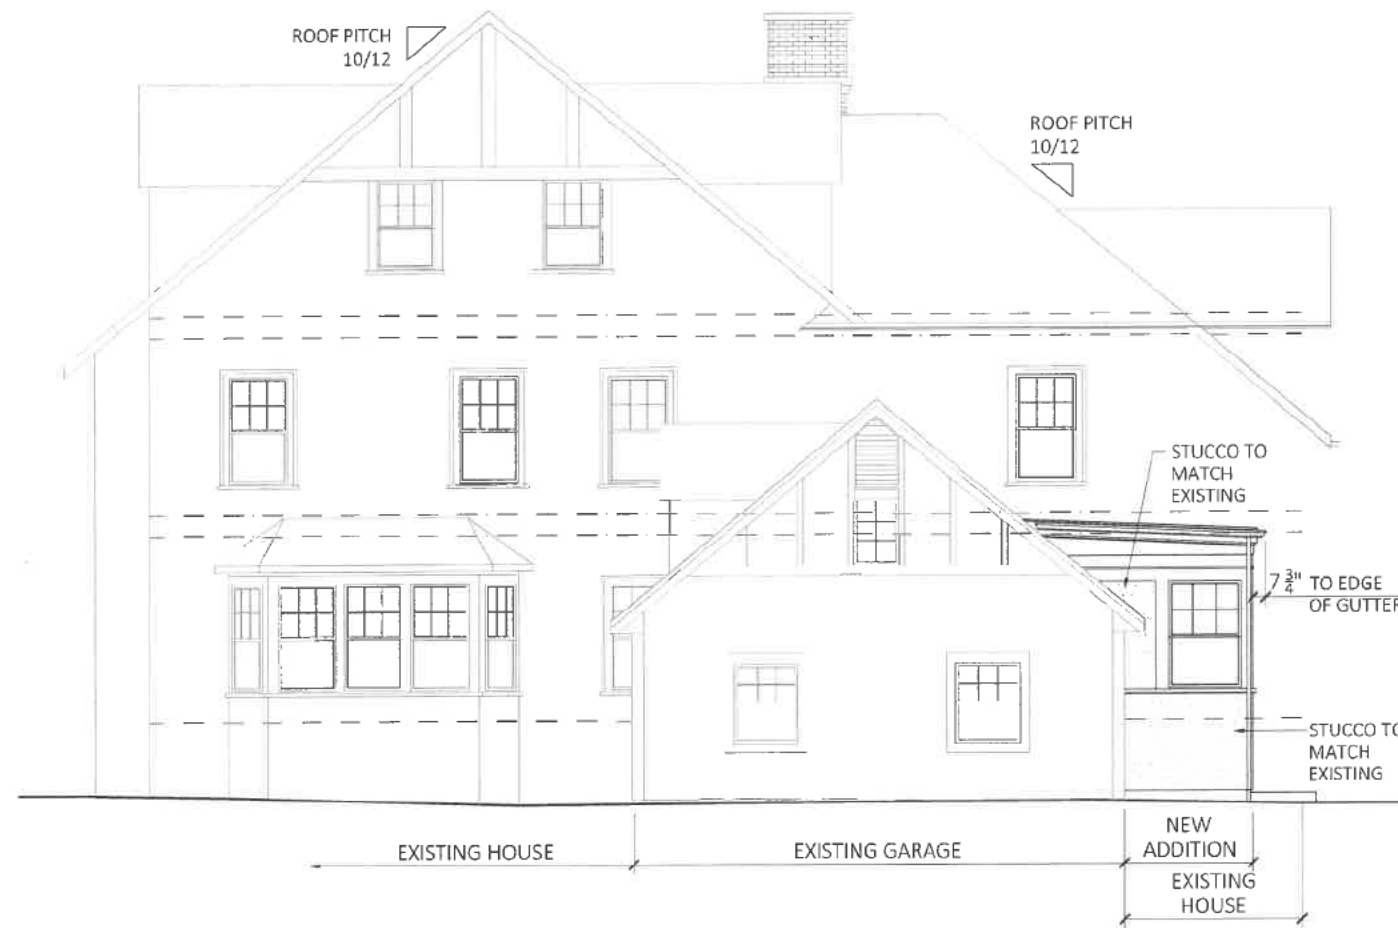 ROOF PITCH
10/12
ROOF PITCH
10/12
STUCCO TO
MATCH
EXISTING
7 3/4" TO EDGE
OF GUTTER
STUCCO TO
MATCH
EXISTING
EXISTING HOUSE
EXISTING GARAGE
NEW
ADDITION
EXISTING
HOUSE